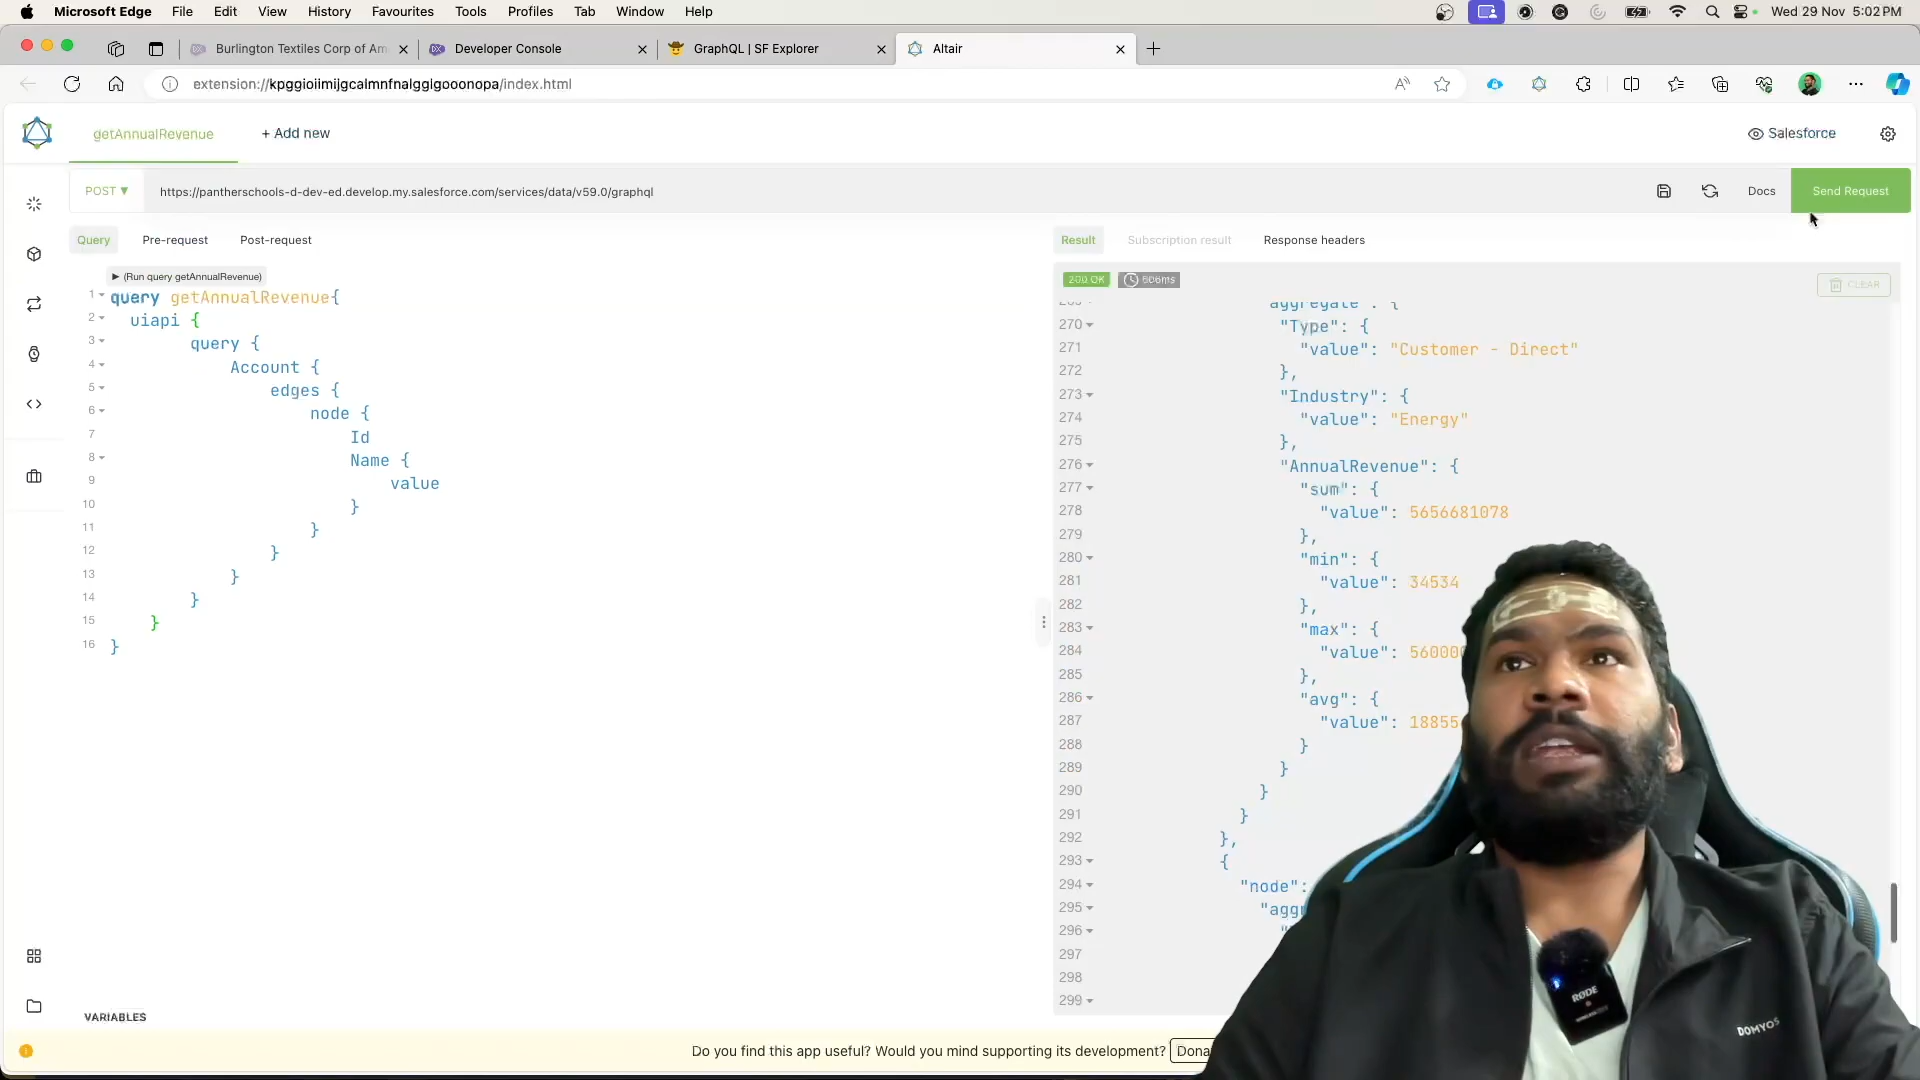 Microsoft Edge File Edit View History Favourites Tools Profiles Tab Window Help Wed 29 Nov 5:02 PM
Burlington Textiles Corp of Am
Developer Console
GraphQL | SF Explorer
Altair
extension://kpggioiimijgcalmnfnalgglgooonopa/index.html
getAnnualRevenue
+ Add new
Salesforce
POST
https://pantherschools-d-dev-ed.develop.my.salesforce.com/services/data/v59.0/graphql
Docs
Send Request
Query Pre-request Post-request
Result Subscription result Response headers
(Run query getAnnualRevenue)
1 query getAnnualRevenue{
2 uiapi {
3 query {
4 Account {
5 edges {
6 node {
7 Id
8 Name {
9 value
10 }
11 }
12 }
13 }
14 }
15 }
16 }
200 OK 606ms
CLEAR
aggregate": {
270 "Type": {
271 "value": "Customer - Direct"
272 },
273 "Industry": {
274 "value": "Energy"
275 },
276 "AnnualRevenue": {
277 "sum": {
278 "value": 5656681078
279 },
280 "min": {
281 "value": 34534
282 },
283 "max": {
284 "value": 560000
285 },
286 "avg": {
287 "value": 18855
288 }
289 }
290 }
291 }
292 },
293 {
294 "node":
295 "aggr
296
297
298
299
VARIABLES
Do you find this app useful? Would you mind supporting its development? Dona
RØDE
DOMYOS